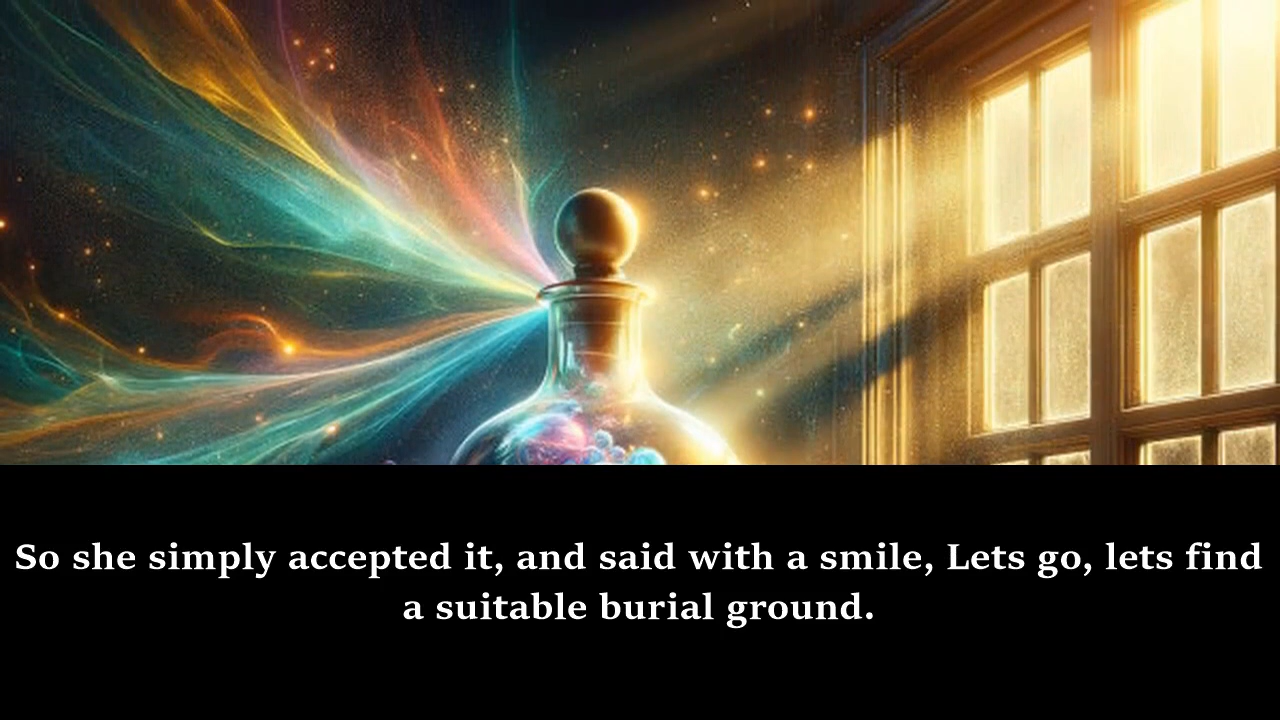 So she simply accepted it, and said with a smile, Lets go, lets find
a suitable burial ground.